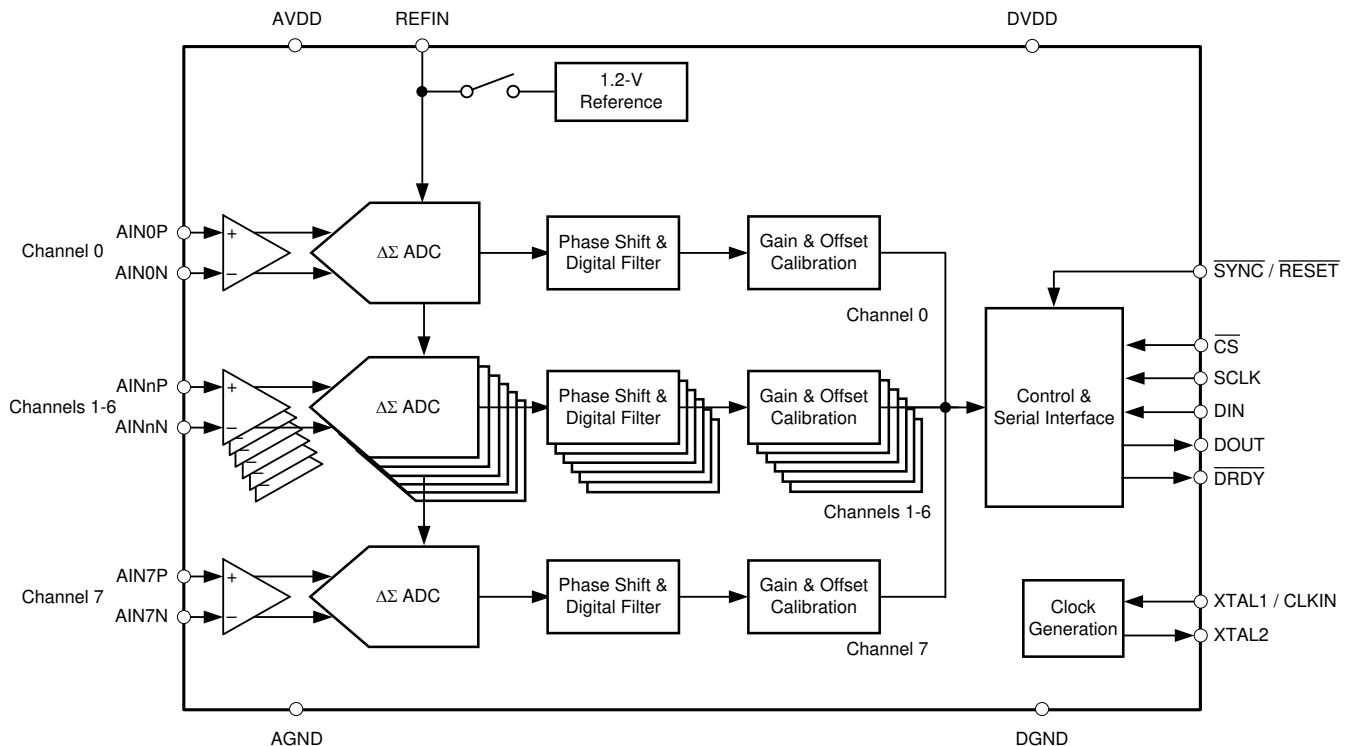 AVDD
REFIN
DVDD
1.2-V
Reference
Channel 0
AIN0P
AIN0N
+
−
ΔΣ ADC
Phase Shift &
Digital Filter
Gain & Offset
Calibration
Channel 0
SYNC / RESET
Channels 1-6
AINnP
AINnN
+
−
−
−
−
−
−
ΔΣ ADC
Phase Shift &
Digital Filter
Gain & Offset
Calibration
Channels 1-6
Control &
Serial Interface
CS
SCLK
DIN
DOUT
DRDY
Channel 7
AIN7P
AIN7N
+
−
ΔΣ ADC
Phase Shift &
Digital Filter
Gain & Offset
Calibration
Channel 7
Clock
Generation
XTAL1 / CLKIN
XTAL2
AGND
DGND